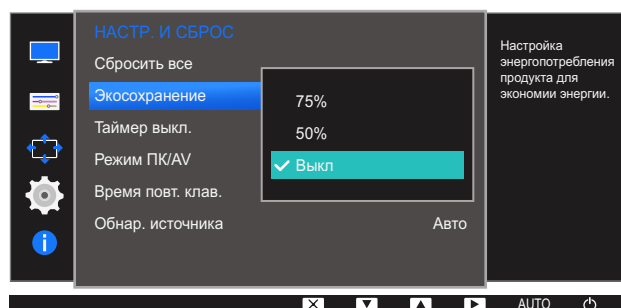 НАСТР. И СБРОС
Сбросить все
Экосохранение
Таймер выкл.
Режим ПК/AV
Время повт. клав.
Обнар. источника Авто
75%
50%
Выкл
Настройка
энергопотребления
продукта для
экономии энергии.
AUTO